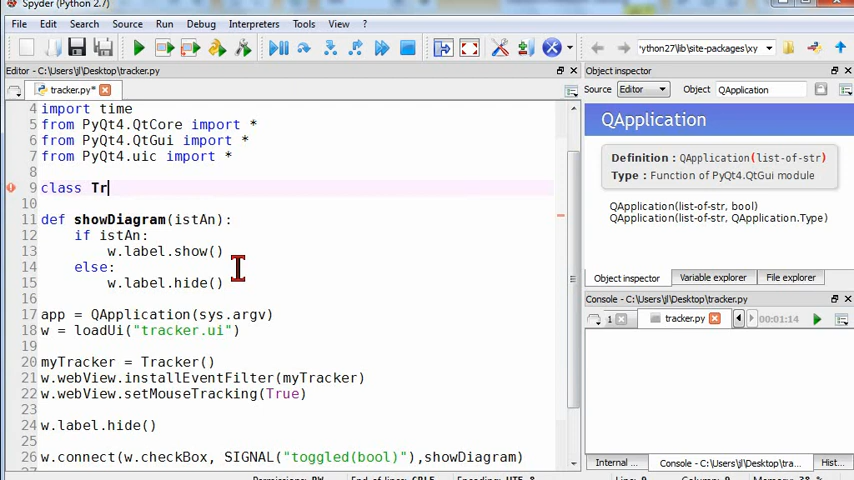 Spyder (Python 2.7)
File Edit Search Source Run Debug Interpreters Tools View ?
ython27\lib\site-packages\xy
Editor - C:\Users\jl\Desktop\tracker.py
tracker.py*
4 import time
5 from PyQt4.QtCore import *
6 from PyQt4.QtGui import *
7 from PyQt4.uic import *
8
9 class Tr
10
11 def showDiagram(istAn):
12 if istAn:
13 w.label.show()
14 else:
15 w.label.hide()
16
17 app = QApplication(sys.argv)
18 w = loadUi("tracker.ui")
19
20 myTracker = Tracker()
21 w.webView.installEventFilter(myTracker)
22 w.webView.setMouseTracking(True)
23
24 w.label.hide()
25
26 w.connect(w.checkBox, SIGNAL("toggled(bool)"),showDiagram)
27
Object inspector
Source Editor Object QApplication
QApplication
Definition : QApplication(list-of-str)
Type : Function of PyQt4.QtGui module
QApplication(list-of-str, bool)
QApplication(list-of-str, QApplication.Type)
Object inspector Variable explorer File explorer
Console - C:\Users\jl\Desktop\tracker.py
1 tracker.py 00:01:14
Internal ... Console - C:\Users\jl\Desktop\tra... Hist...